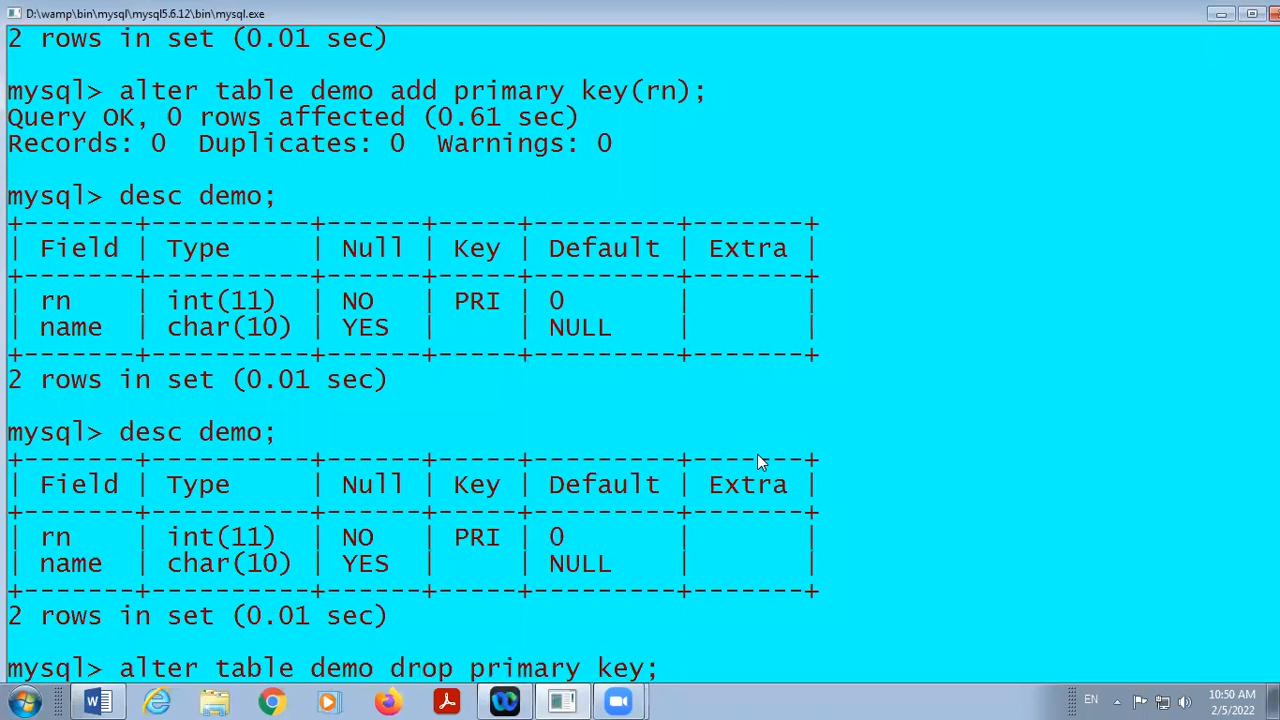 D:\wamp\bin\mysql\mysql5.6.12\bin\mysql.exe
2 rows in set (0.01 sec)
mysql> alter table demo add primary key(rn);
Query OK, 0 rows affected (0.61 sec)
Records: 0  Duplicates: 0  Warnings: 0
mysql> desc demo;
+-------+----------+------+-----+---------+-------+
| Field | Type     | Null | Key | Default | Extra |
+-------+----------+------+-----+---------+-------+
| rn    | int(11)  | NO   | PRI | 0       |       |
| name  | char(10) | YES  |     | NULL    |       |
+-------+----------+------+-----+---------+-------+
2 rows in set (0.01 sec)
mysql> desc demo;
+-------+----------+------+-----+---------+-------+
| Field | Type     | Null | Key | Default | Extra |
+-------+----------+------+-----+---------+-------+
| rn    | int(11)  | NO   | PRI | 0       |       |
| name  | char(10) | YES  |     | NULL    |       |
+-------+----------+------+-----+---------+-------+
2 rows in set (0.01 sec)
mysql> alter table demo drop primary key;
EN
10:50 AM
2/5/2022